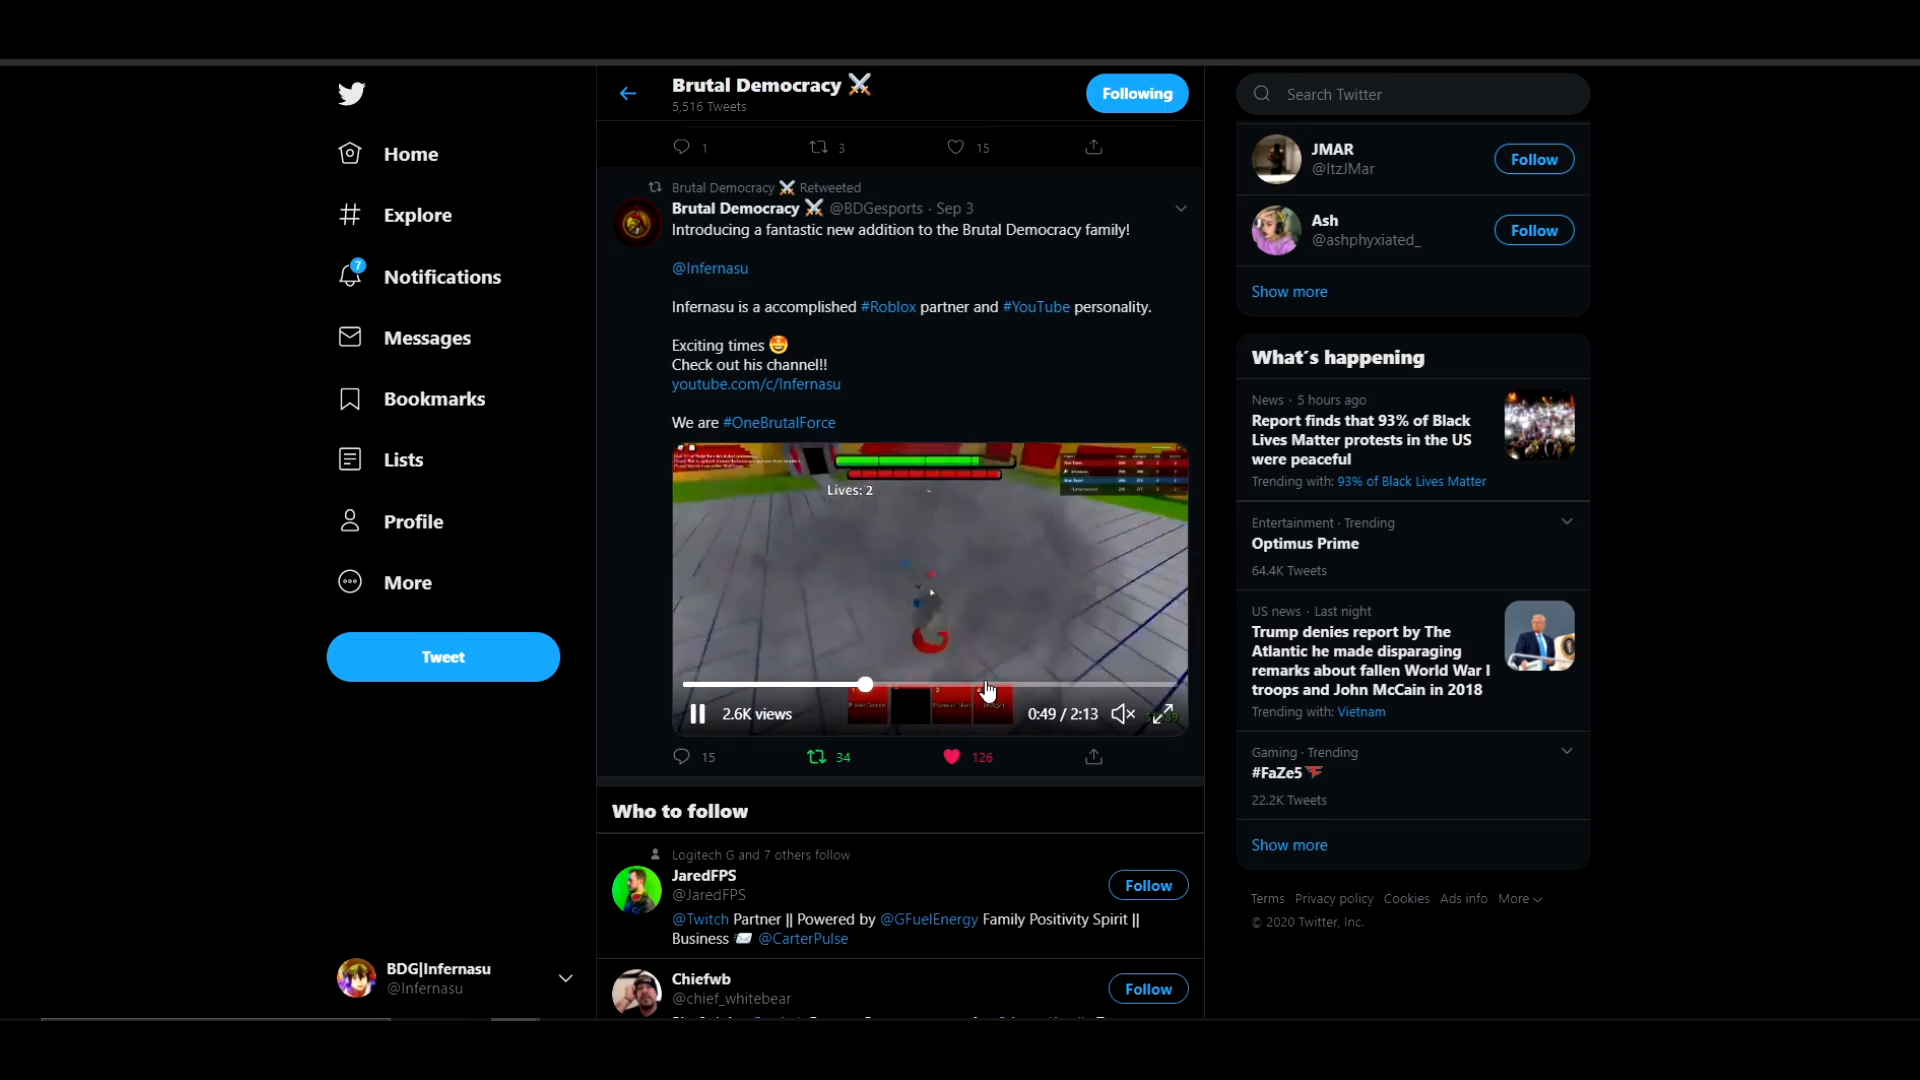 Home
Explore
7
Notifications
Messages
Bookmarks
Lists
Profile
More
Tweet
BDG|Infernasu
@Infernasu
Brutal Democracy ⚔
5,516 Tweets
Following
1 3 15
Brutal Democracy ⚔ Retweeted
Brutal Democracy ⚔ @BDGesports · Sep 3
Introducing a fantastic new addition to the Brutal Democracy family!
@Infernasu
Infernasu is a accomplished #Roblox partner and #YouTube personality.
Exciting times 🤩
Check out his channel!!
youtube.com/c/Infernasu
We are #OneBrutalForce
Lives: 2
2.6K views 0:49 / 2:13
15 34 126
Who to follow
Logitech G and 7 others follow
JaredFPS
@JaredFPS
Follow
@Twitch Partner || Powered by @GFuelEnergy Family Positivity Spirit ||
Business 📨 @CarterPulse
Chiefwb
@chief_whitebear
Follow
Search Twitter
JMAR
@ItzJMar
Follow
Ash
@ashphyxiated_
Follow
Show more
What's happening
News · 5 hours ago
Report finds that 93% of Black
Lives Matter protests in the US
were peaceful
Trending with: 93% of Black Lives Matter
Entertainment · Trending
Optimus Prime
64.4K Tweets
US news · Last night
Trump denies report by The
Atlantic he made disparaging
remarks about fallen World War I
troops and John McCain in 2018
Trending with: Vietnam
Gaming · Trending
#FaZe5
22.2K Tweets
Show more
Terms Privacy policy Cookies Ads info More
© 2020 Twitter, Inc.